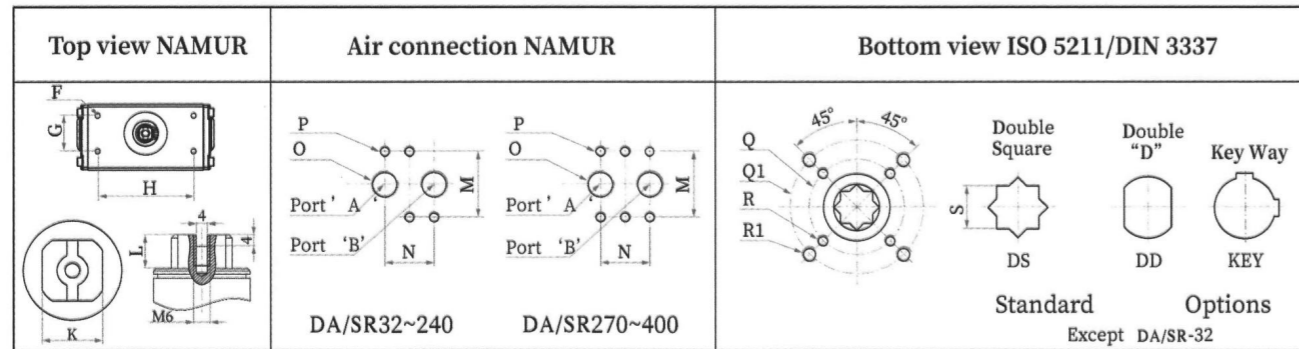 Top view NAMUR
Air connection NAMUR
Bottom view ISO 5211/DIN 3337
F
G
H
L
4
4
M6
K
P
O
Port ' A '
Port 'B'
M
N
DA/SR32~240
P
O
Port ' A '
Port 'B'
M
N
DA/SR270~400
45°
45°
Q
Q1
R
R1
Double
Square
S
DS
Double
"D"
DD
Key Way
KEY
Standard
Options
Except DA/SR-32